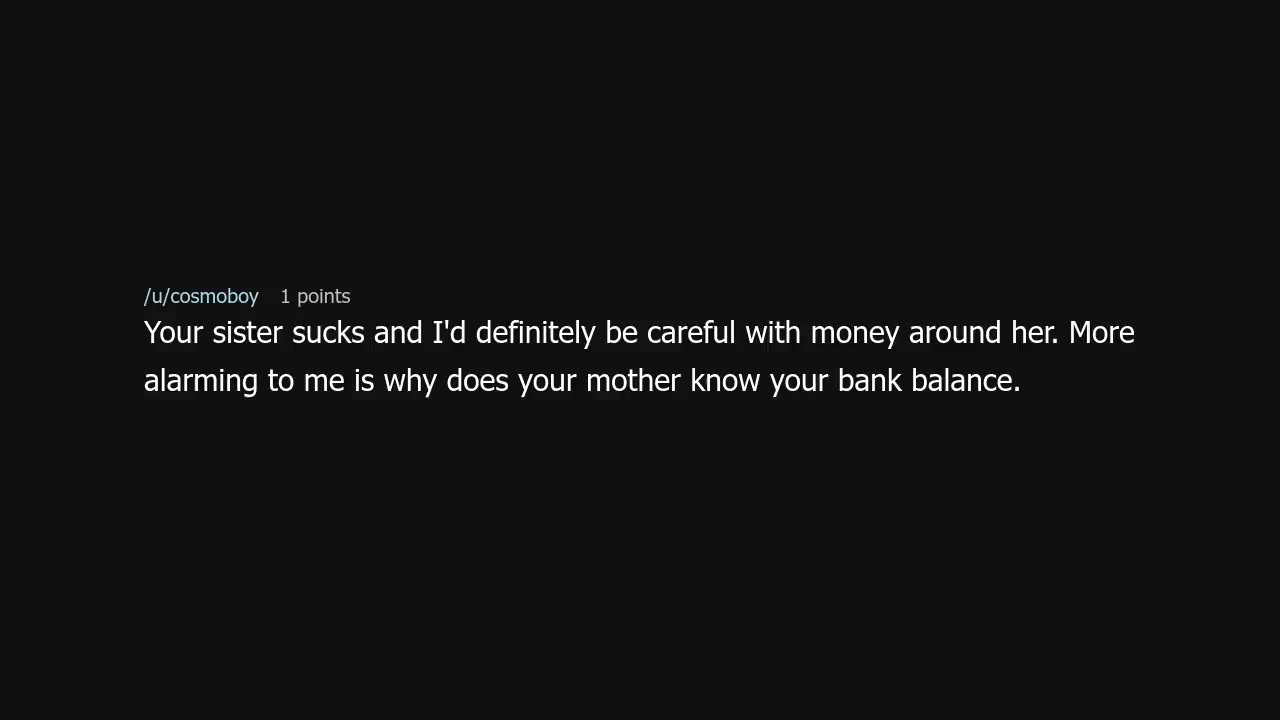 /u/cosmoboy 1 points
Your sister sucks and I'd definitely be careful with money around her. More
alarming to me is why does your mother know your bank balance.